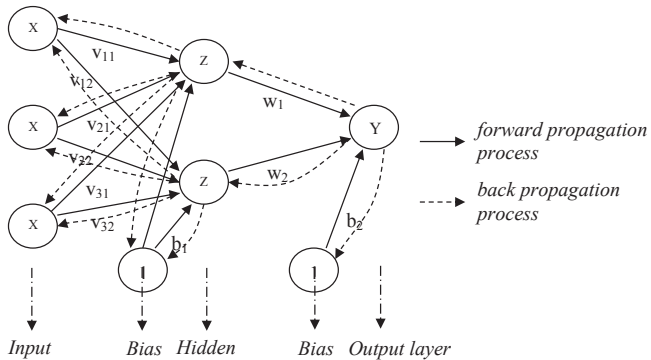 X
v11
Z
v12
w1
X
v21
Y
forward propagation
process
v22
Z
w2
back propagation
process
v31
X
v32
b1
b2
1
1
Input
Bias
Hidden
Bias
Output layer